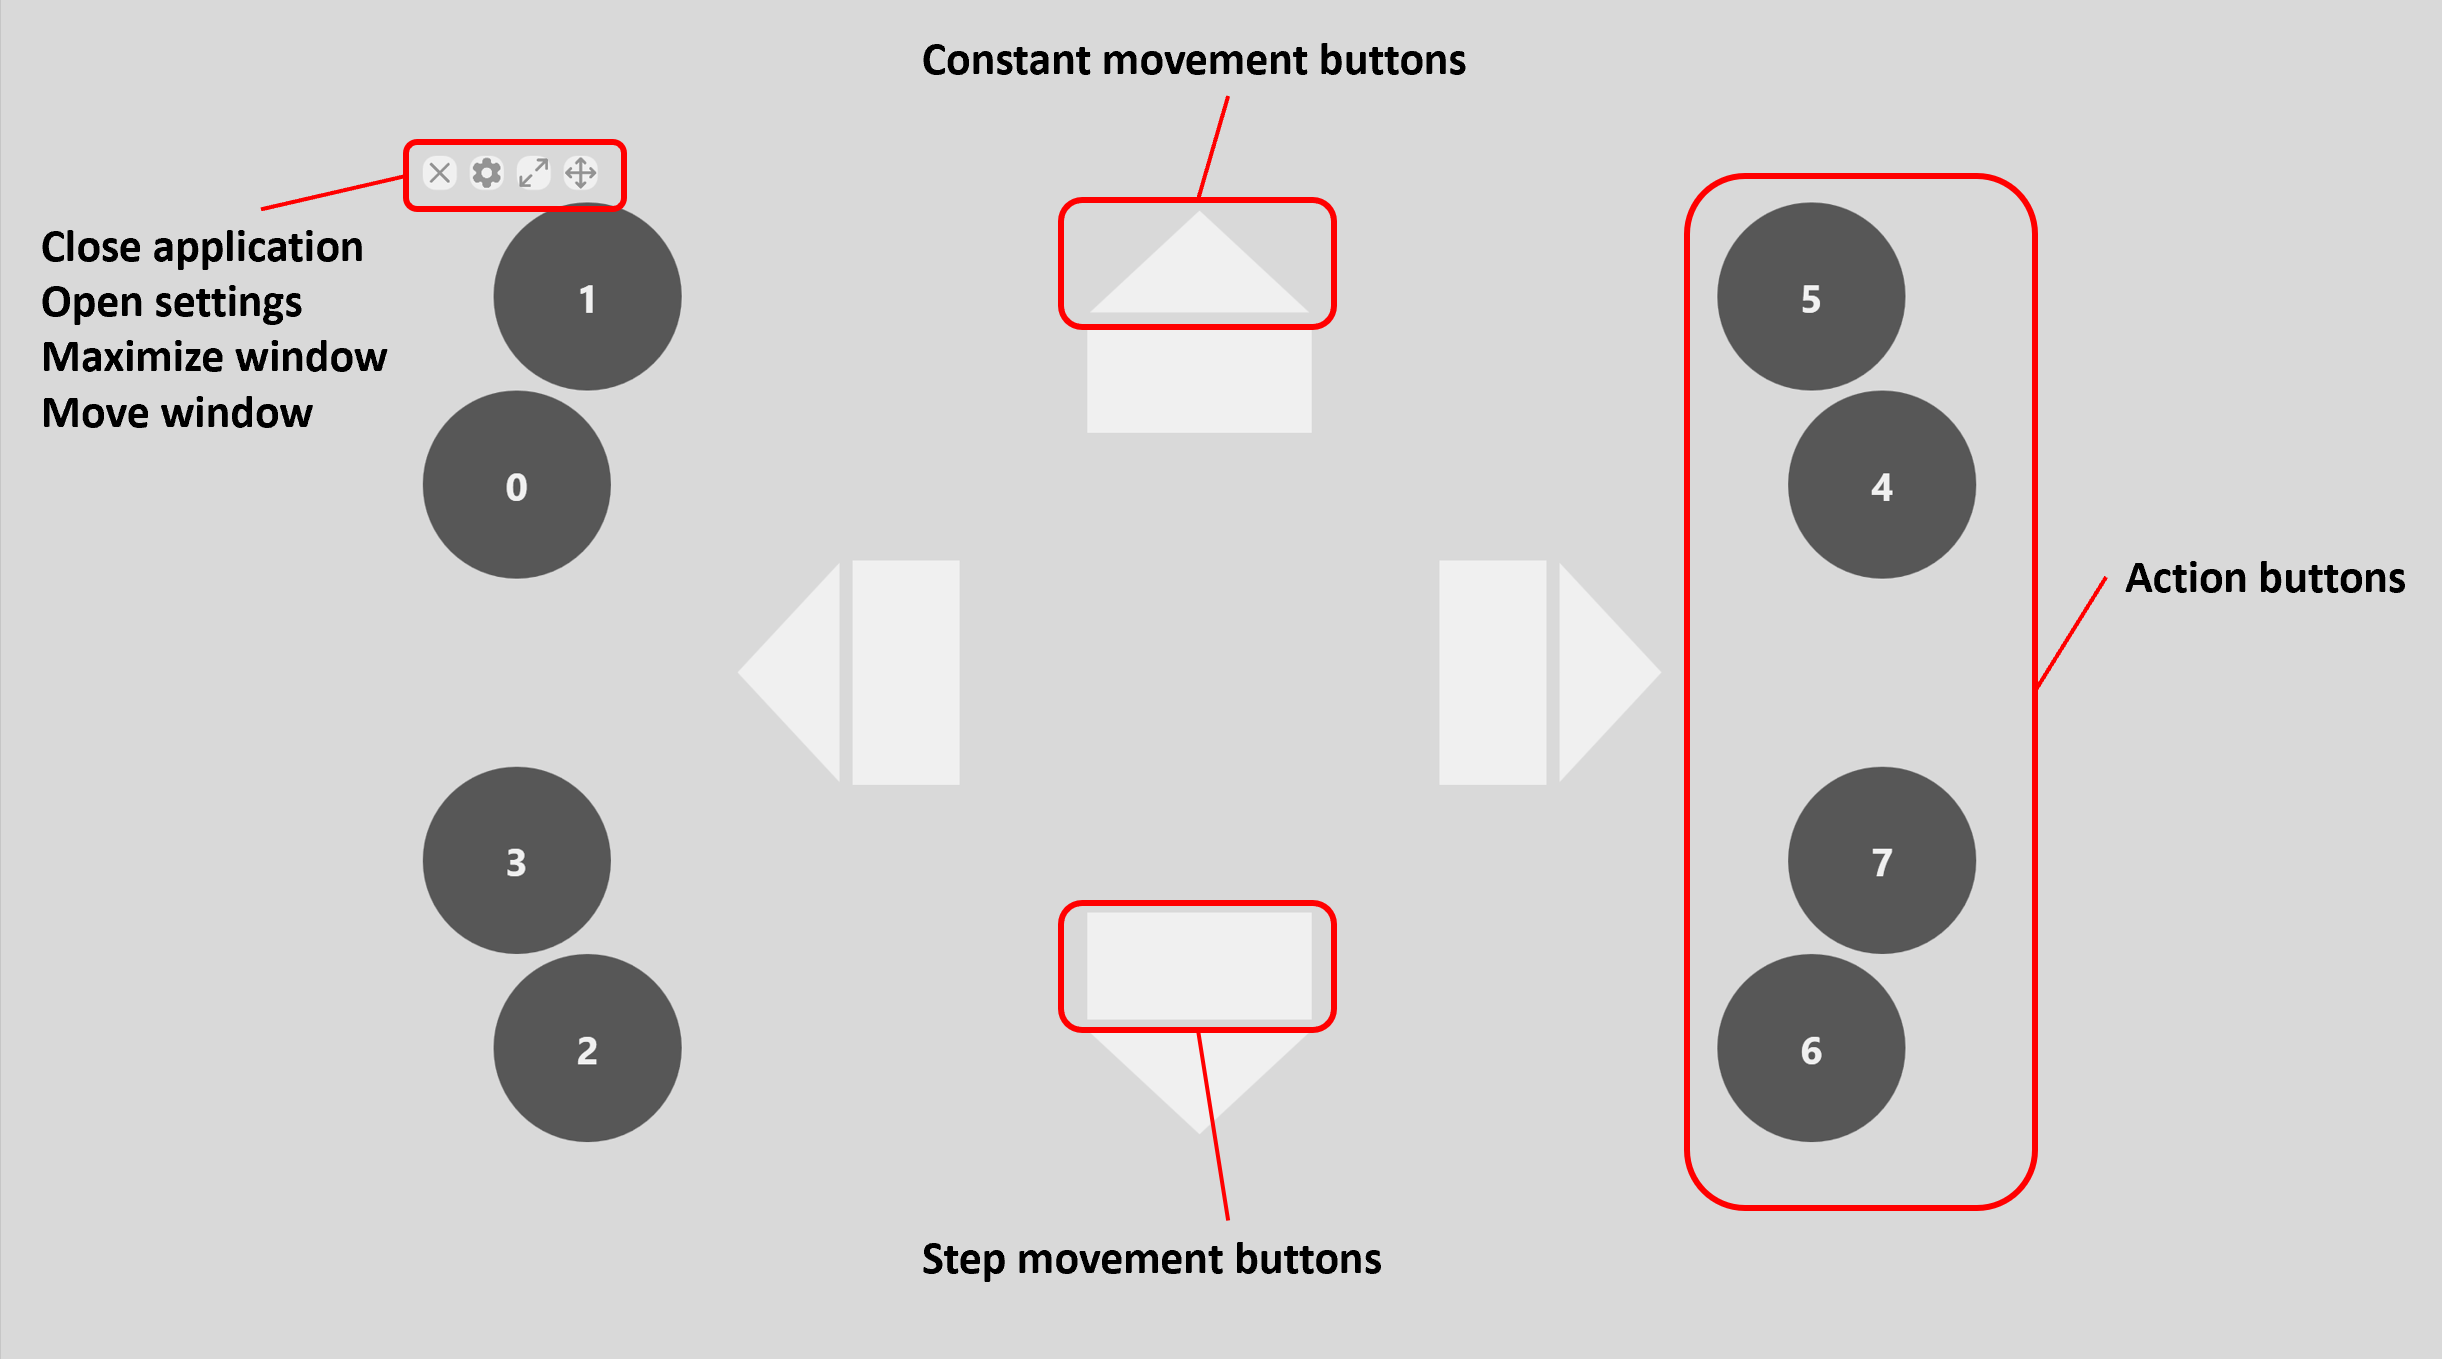 Constant movement buttons
Close application
Open settings
Maximize window
Move window
1
0
3
2
5
4
7
6
Action buttons
Step movement buttons